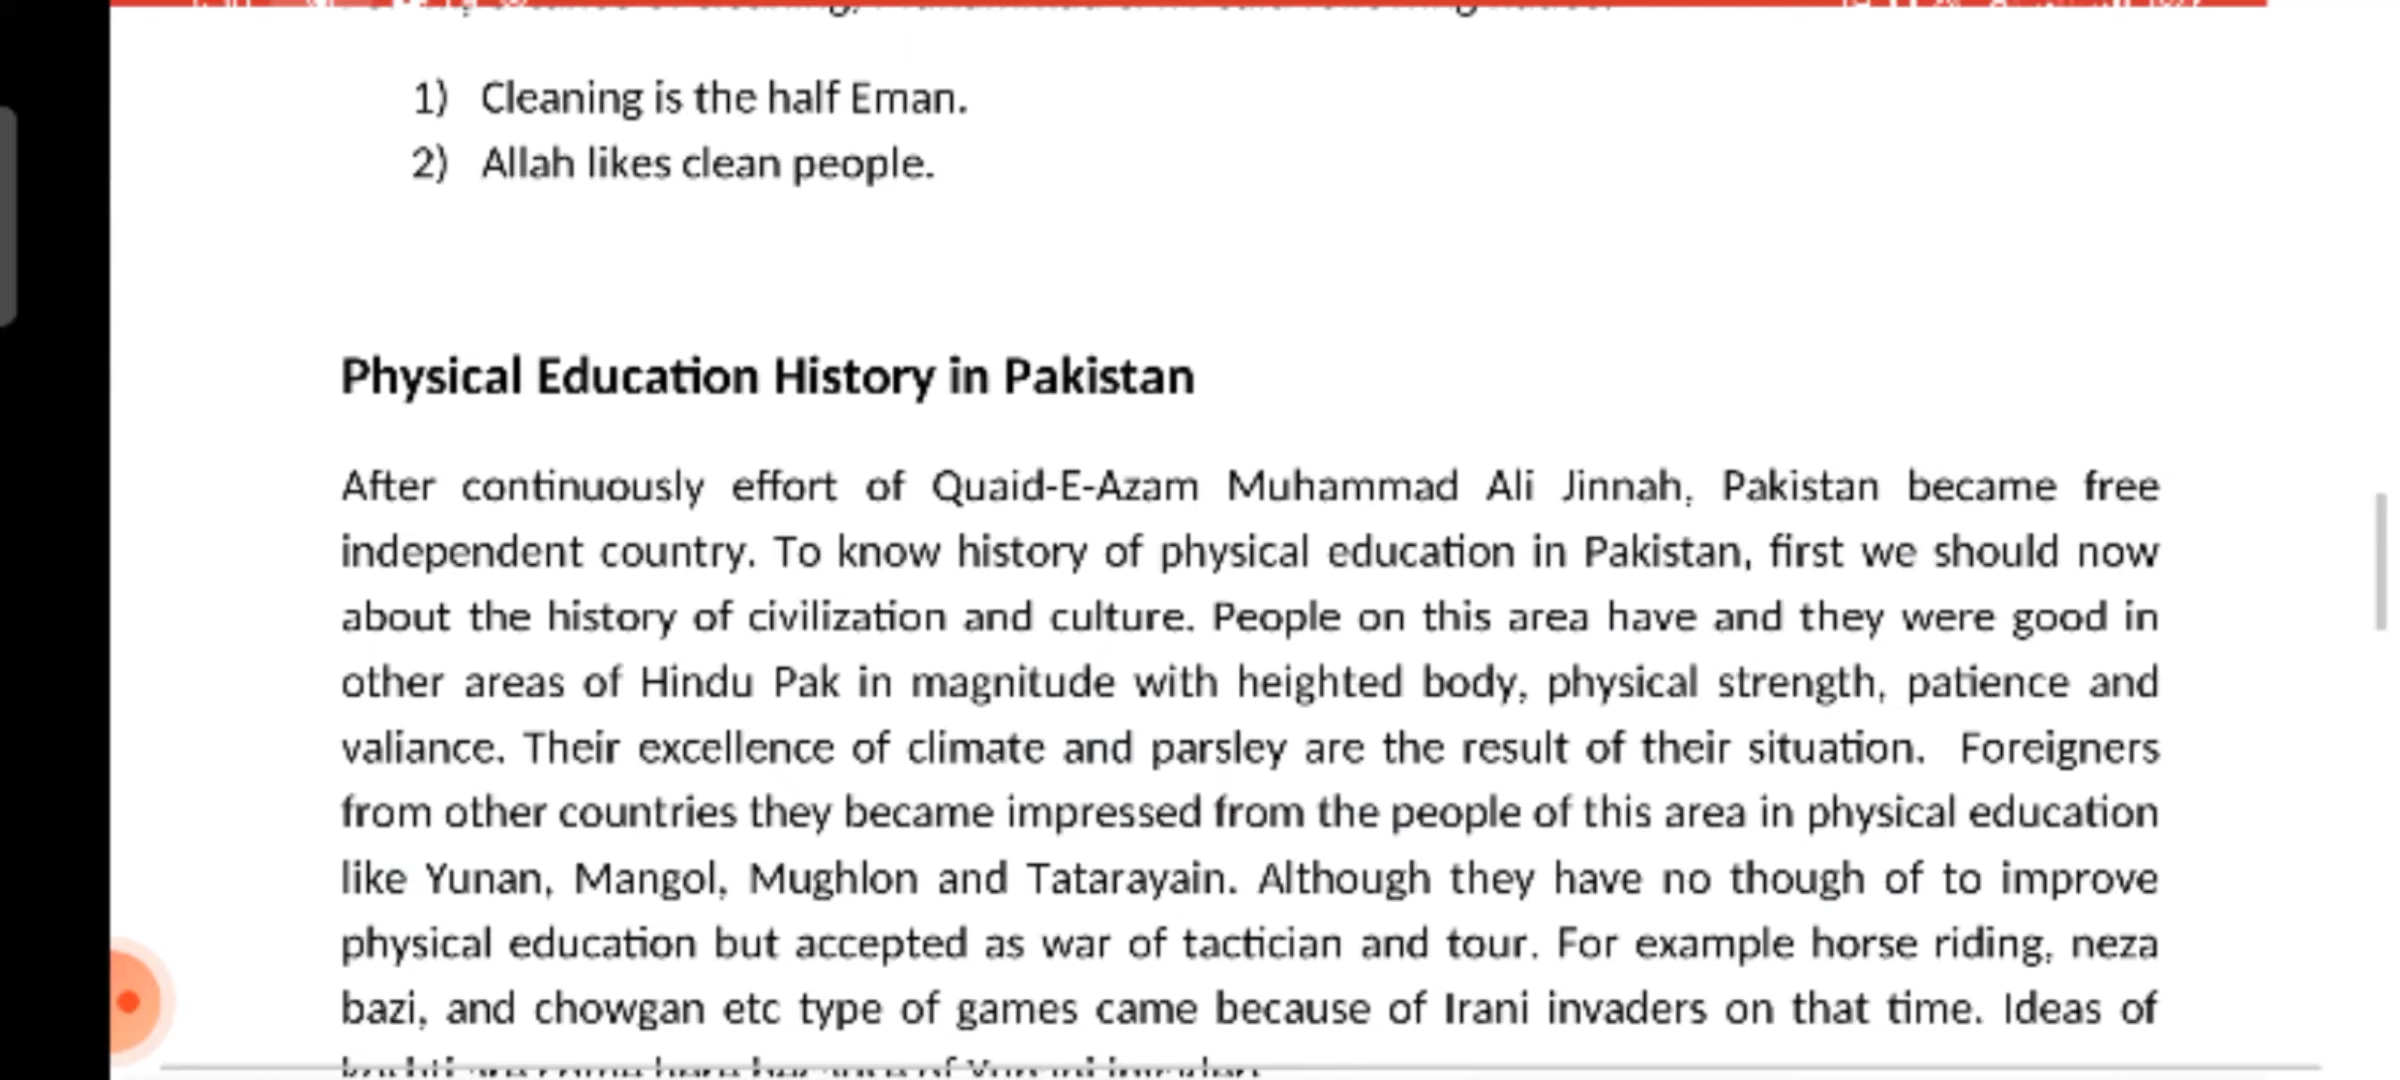 1) Cleaning is the half Eman.
2) Allah likes clean people.
Physical Education History in Pakistan
After continuously effort of Quaid-E-Azam Muhammad Ali Jinnah, Pakistan became free
independent country. To know history of physical education in Pakistan, first we should now
about the history of civilization and culture. People on this area have and they were good in
other areas of Hindu Pak in magnitude with heighted body, physical strength, patience and
valiance. Their excellence of climate and parsley are the result of their situation. Foreigners
from other countries they became impressed from the people of this area in physical education
like Yunan, Mangol, Mughlon and Tatarayain. Although they have no though of to improve
physical education but accepted as war of tactician and tour. For example horse riding, neza
bazi, and chowgan etc type of games came because of Irani invaders on that time. Ideas of